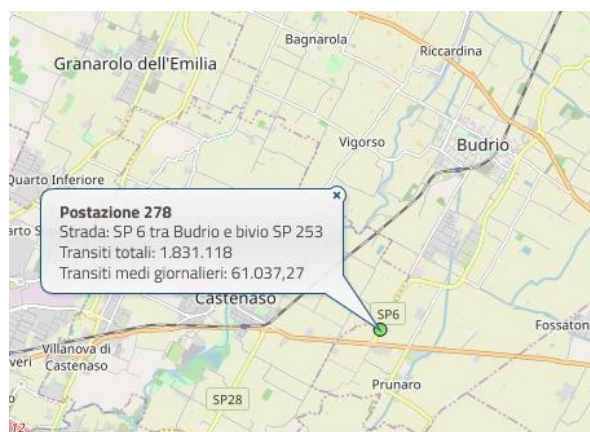 Bagnarola
Granarolo dell'Emilia
Riccardina
Vigorso
Budrio
Quarto Inferiore
Postazione 278
Strada: SP 6 tra Budrio e bivio SP 253
Transiti totali: 1.831.118
Transiti medi giornalieri: 61.037,27
Castenaso
SP6
Fossaton
Villanova di
Castenaso
Prunaro
SP28